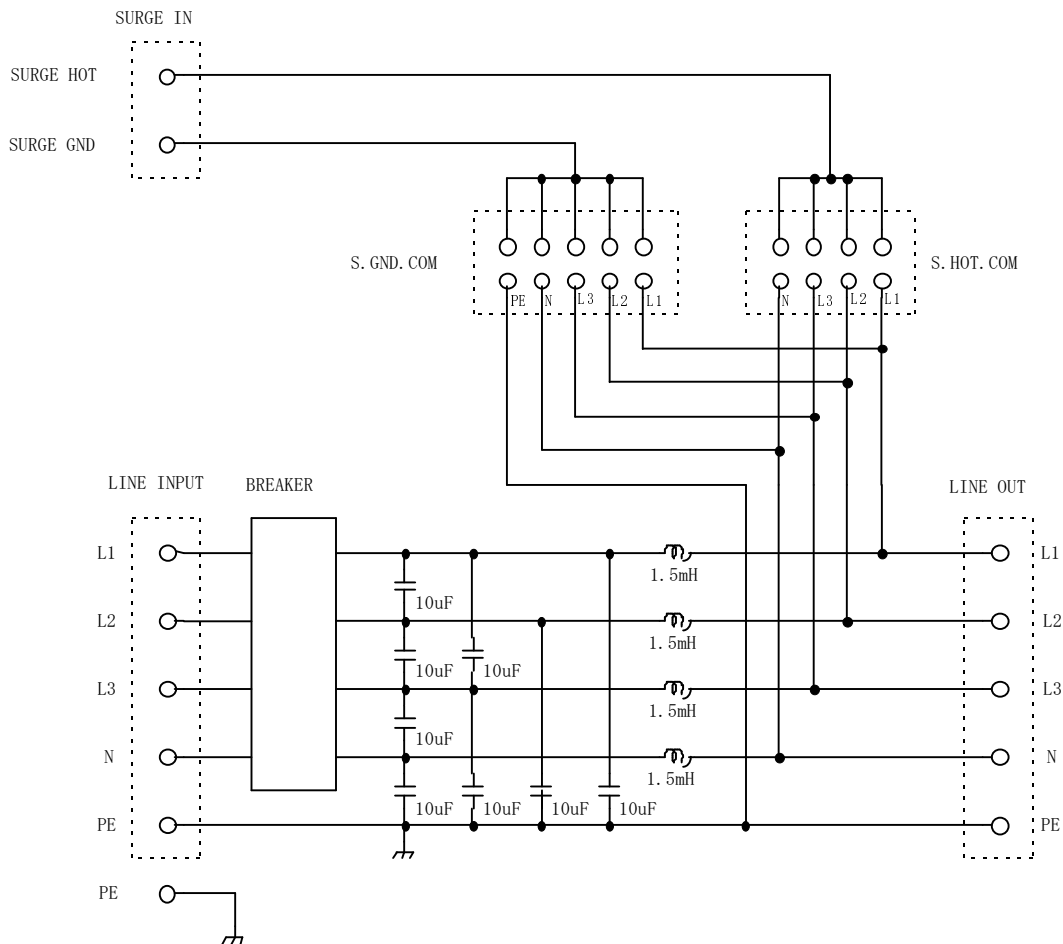 SURGE IN
SURGE HOT
SURGE GND
S.GND.COM
S.HOT.COM
PE N L3 L2 L1
N L3 L2 L1
LINE INPUT
BREAKER
LINE OUT
L1
L1
1.5mH
10uF
L2
L2
1.5mH
10uF
10uF
L3
L3
1.5mH
10uF
N
N
1.5mH
10uF
10uF
10uF
10uF
PE
PE
PE